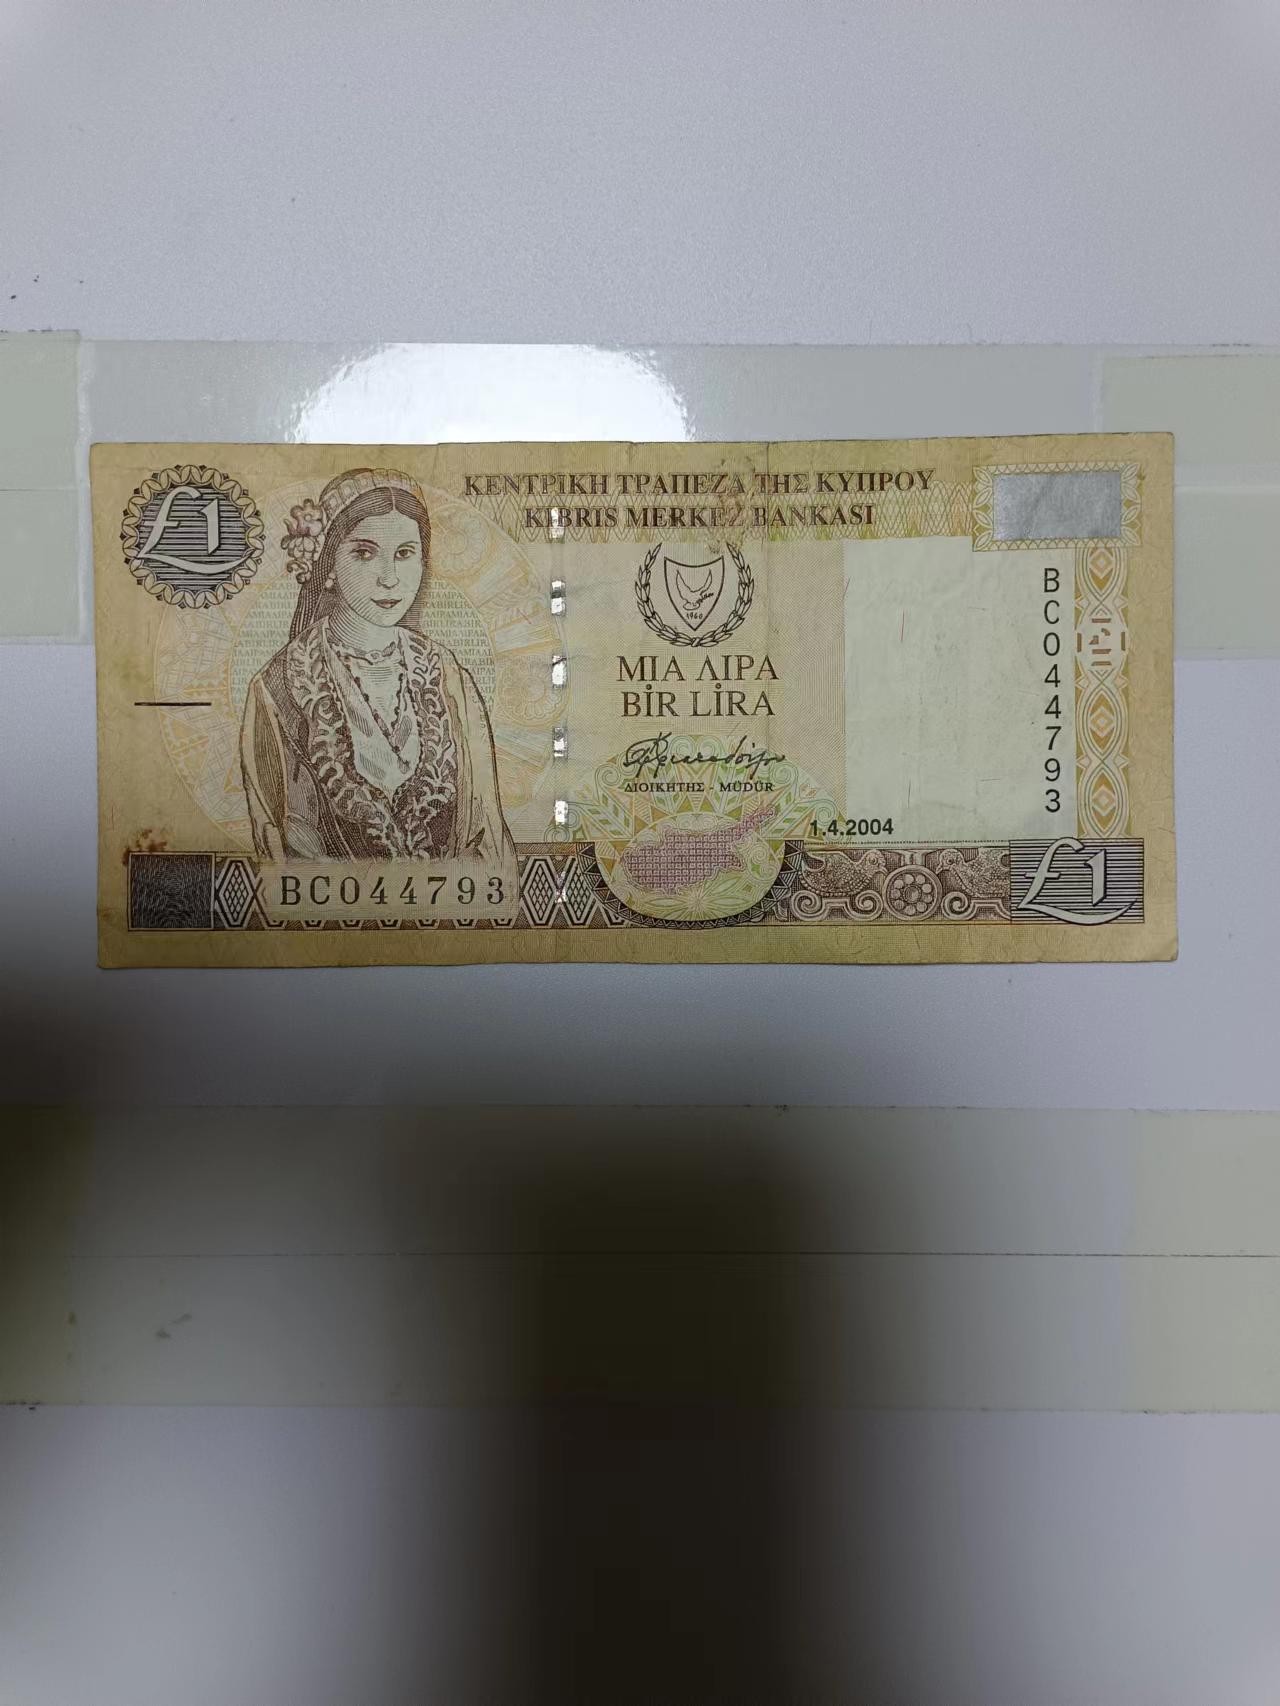 £1
ΚΕΝΤΡΙΚΗ ΤΡΑΠΕΖΑ ΤΗΣ ΚΥΠΡΟΥ
KIBRIS MERKEZ BANKASI
1960
ΜΙΑ ΛΙΡΑ
BİR LİRA
ΔΙΟΙΚΗΤΗΣ - MÜDÜR
1.4.2004
BC044793
BC044793
£1